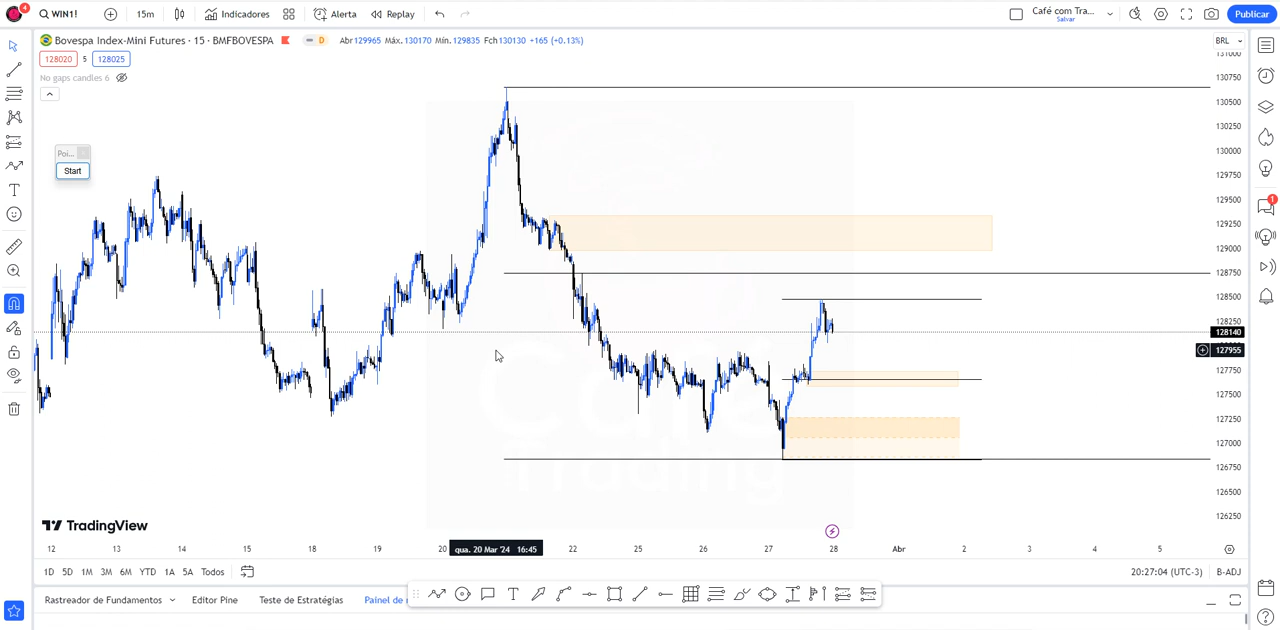 4
WIN1!
15m
Indicadores
Alerta
Replay
Café com Tra...
Salvar
Publicar
Bovespa Index-Mini Futures · 15 · BMFBOVESPA
D
Abr129965 Máx.130170 Mín.129835 Fch130130 +165 (+0.13%)
BRL
128020
5
128025
No gaps candles 6
131000
130750
130500
130250
130000
129750
129500
129250
129000
128750
128500
128250
128140
127955
127750
127500
127250
127000
126750
126500
126250
Poi...
Start
1
Café
Trading
TradingView
12
13
14
15
18
19
20
qua. 20 Mar '24 16:45
22
25
26
27
28
Abr
2
3
4
5
1D
5D
1M
3M
6M
YTD
1A
5A
Todos
20:27:04 (UTC-3)
B-ADJ
Rastreador de Fundamentos
Editor Pine
Teste de Estratégias
Painel de